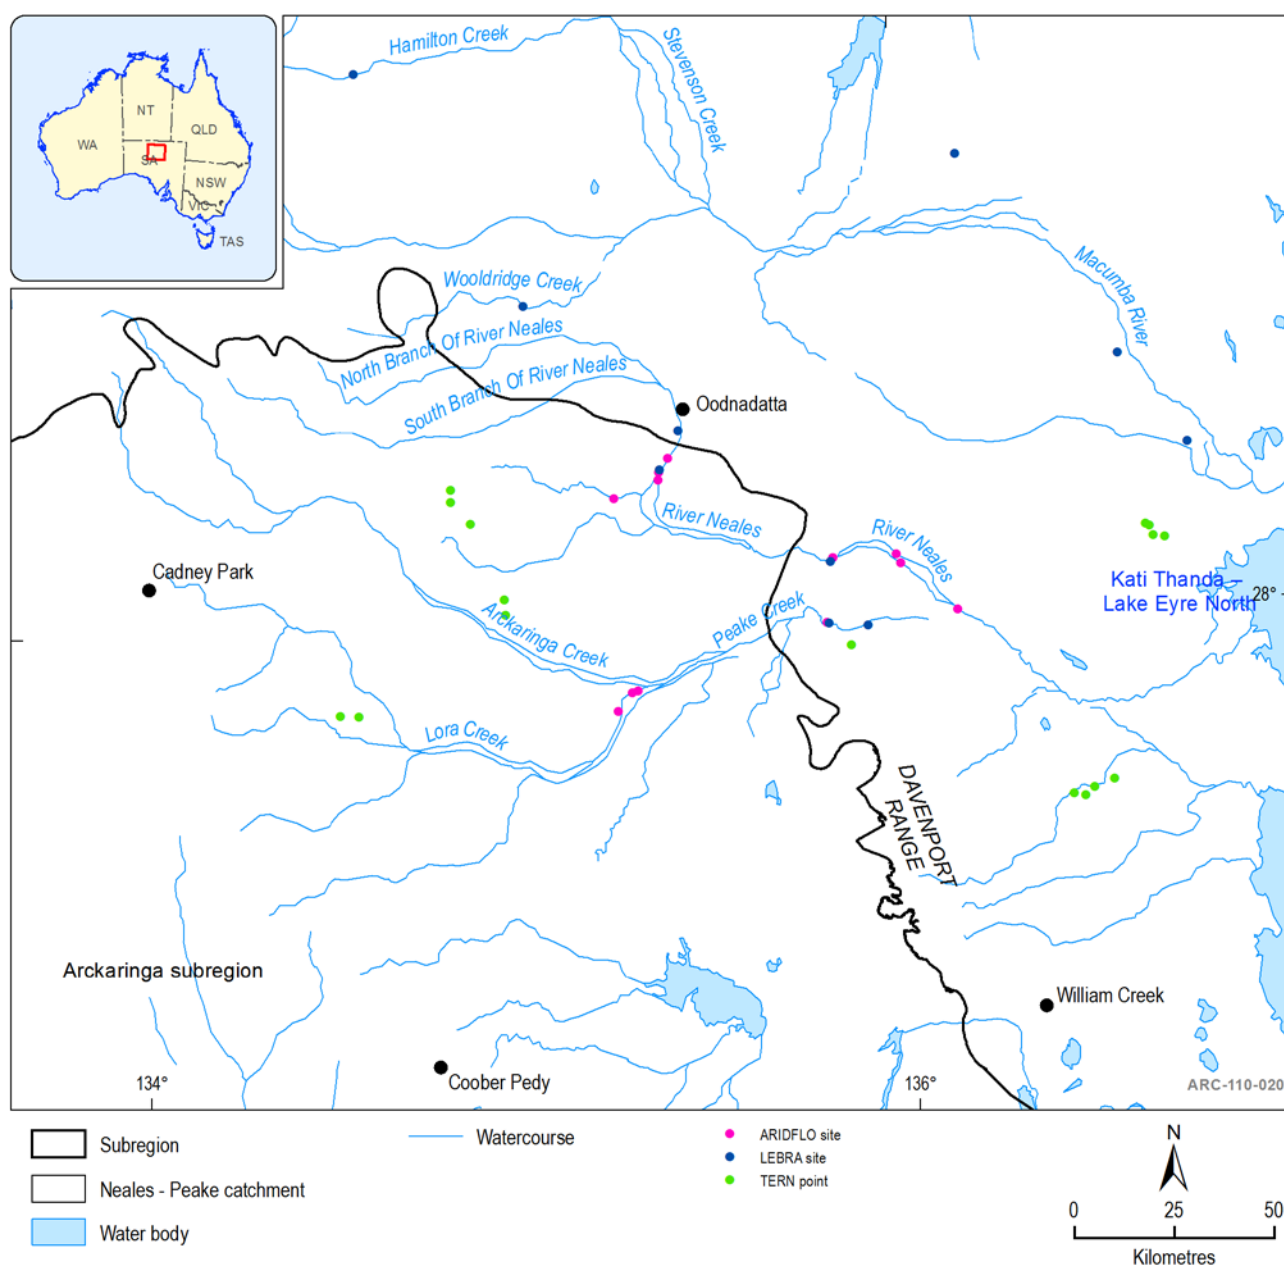 NT
QLD
WA
SA
NSW
VIC
TAS
Hamilton Creek
Stevenson Creek
Wooldridge Creek
Macumba River
North Branch Of River Neales
South Branch Of River Neales
Oodnadatta
River Neales
River Neales
Cadney Park
Kati Thanda –
Lake Eyre North
28°
Arckaringa Creek
Peake Creek
Lora Creek
DAVENPORT
RANGE
Arckaringa subregion
William Creek
Coober Pedy
134°
136°
ARC-110-020
Subregion
Neales - Peake catchment
Water body
Watercourse
ARIDFLO site
LEBRA site
TERN point
N
0 25 50
Kilometres